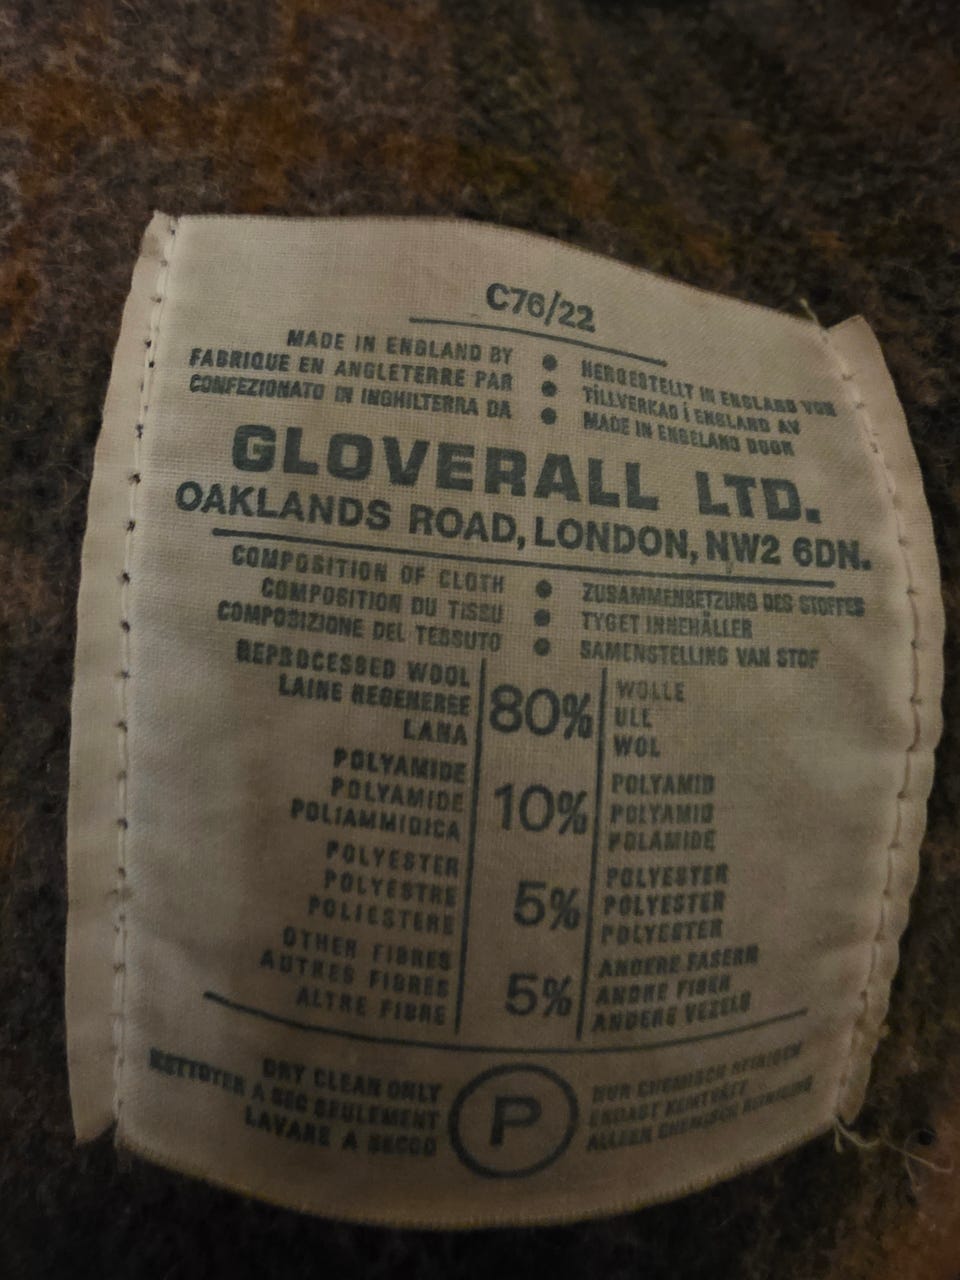 C76/22
MADE IN ENGLAND BY • HERGESTELLT IN ENGLAND VON
FABRIQUE EN ANGLETERRE PAR • TILLVERKAD I ENGLAND AV
CONFEZIONATO IN INGHILTERRA DA • MADE IN ENGELAND DOOR
GLOVERALL LTD.
OAKLANDS ROAD, LONDON, NW2 6DN.
COMPOSITION OF CLOTH • ZUSAMMENSETZUNG DES STOFFES
COMPOSITION DU TISSU • TYGET INNEHÅLLER
COMPOSIZIONE DEL TESSUTO • SAMENSTELLING VAN STOF
REPROCESSED WOOL
LAINE REGENEREE
LANA
80%
WOLLE
ULL
WOL
POLYAMIDE
POLYAMIDE
POLIAMMIDICA
10%
POLYAMID
POLYAMID
POLAMIDE
POLYESTER
POLYESTRE
POLIESTERE
5%
POLYESTER
POLYESTER
POLYESTER
OTHER FIBRES
AUTRES FIBRES
ALTRE FIBRE
5%
ANDERE FASERN
ANDRE FIBER
ANDERE VEZELS
DRY CLEAN ONLY
NETTOYER A SEC SEULEMENT
LAVARE A SECCO
P
NUR CHEMISCH REINIGEN
ENDAST KEMTVÄTT
ALLEEN CHEMISCH REINIGING